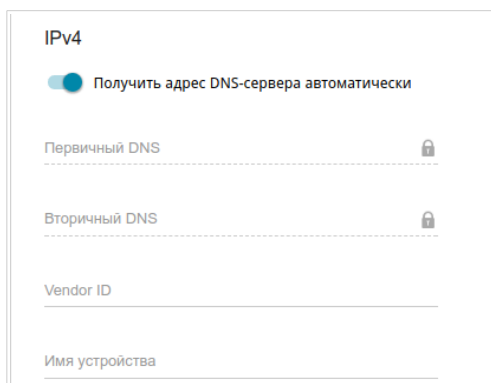 IPv4
Получить адрес DNS-сервера автоматически
Первичный DNS
Вторичный DNS
Vendor ID
Имя устройства